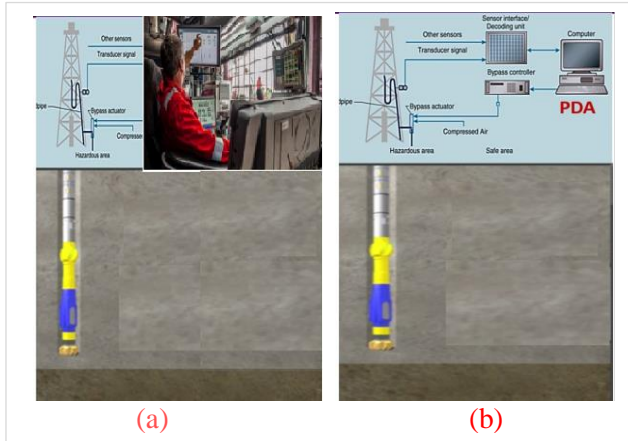 Other sensors
Transducer signal
dpipe
Bypass actuator
Compresse
Hazardous area
Sensor interface/
Decoding unit
Computer
Other sensors
Transducer signal
Bypass controller
PDA
dpipe
Bypass actuator
Compressed Air
Hazardous area
Safe area
(a)
(b)